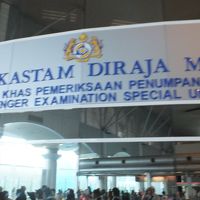 KASTAM DIRAJA M
KHAS PEMERIKSAAN PENUMPAN
NGER EXAMINATION SPECIAL U